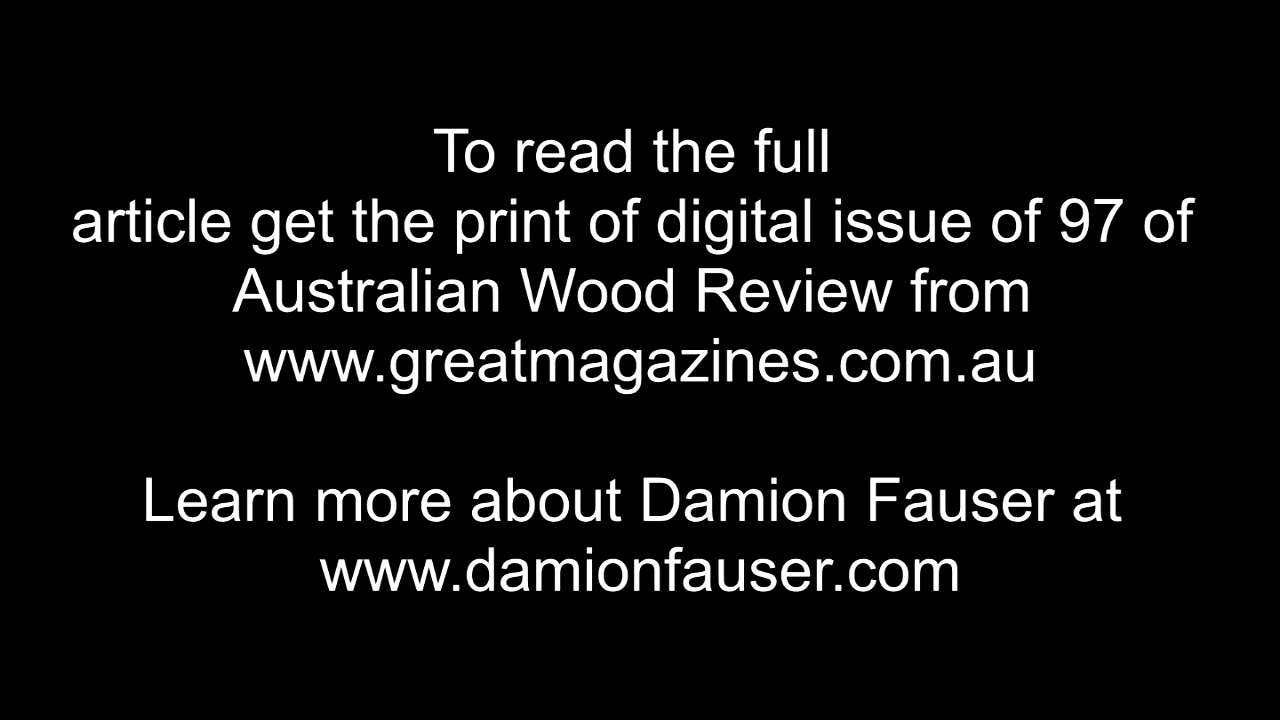 To read the full
article get the print of digital issue of 97 of
Australian Wood Review from
www.greatmagazines.com.au
Learn more about Damion Fauser at
www.damionfauser.com